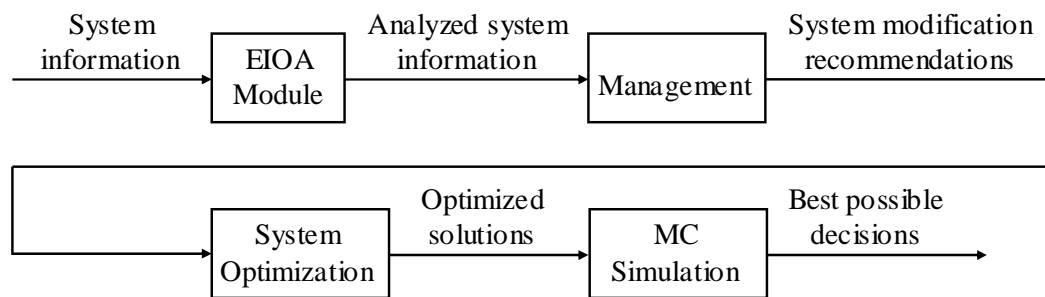 System
information
EIOA
Module
Analyzed system
information
Management
System modification
recommendations
System
Optimization
Optimized
solutions
MC
Simulation
Best possible
decisions